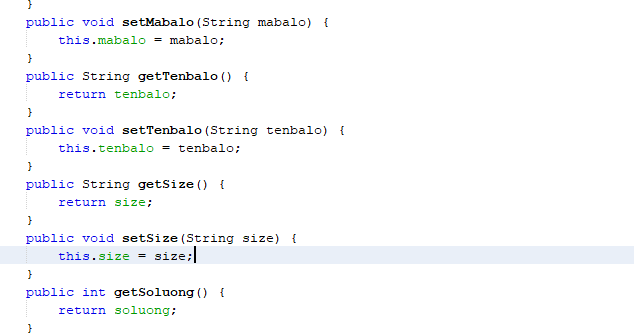 }
public void setMabalo(String mabalo) {
this.mabalo = mabalo;
}
public String getTenbalo() {
return tenbalo;
}
public void setTenbalo(String tenbalo) {
this.tenbalo = tenbalo;
}
public String getSize() {
return size;
}
public void setSize(String size) {
this.size = size;
}
public int getSoluong() {
return soluong;
}